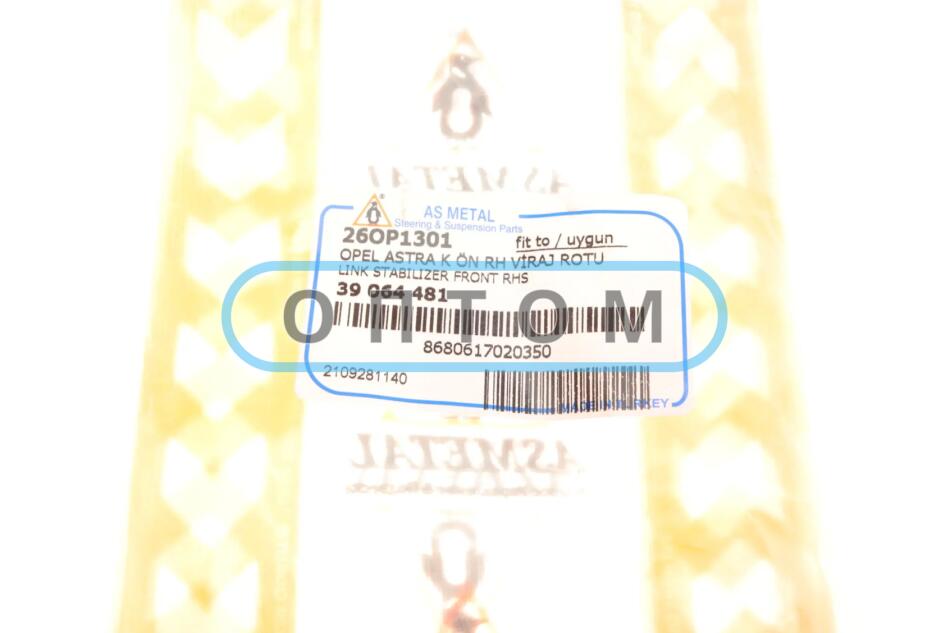 ASMETAL
AS METAL
Steering & Suspension Parts
26OP1301
fit to / uygun
OPEL ASTRA K ÖN RH VİRAJ ROTU
LINK STABILIZER FRONT RHS
39 064 481
ОПТОМ
8680617020350
2109281140
MADE IN TURKEY
ASMETAL